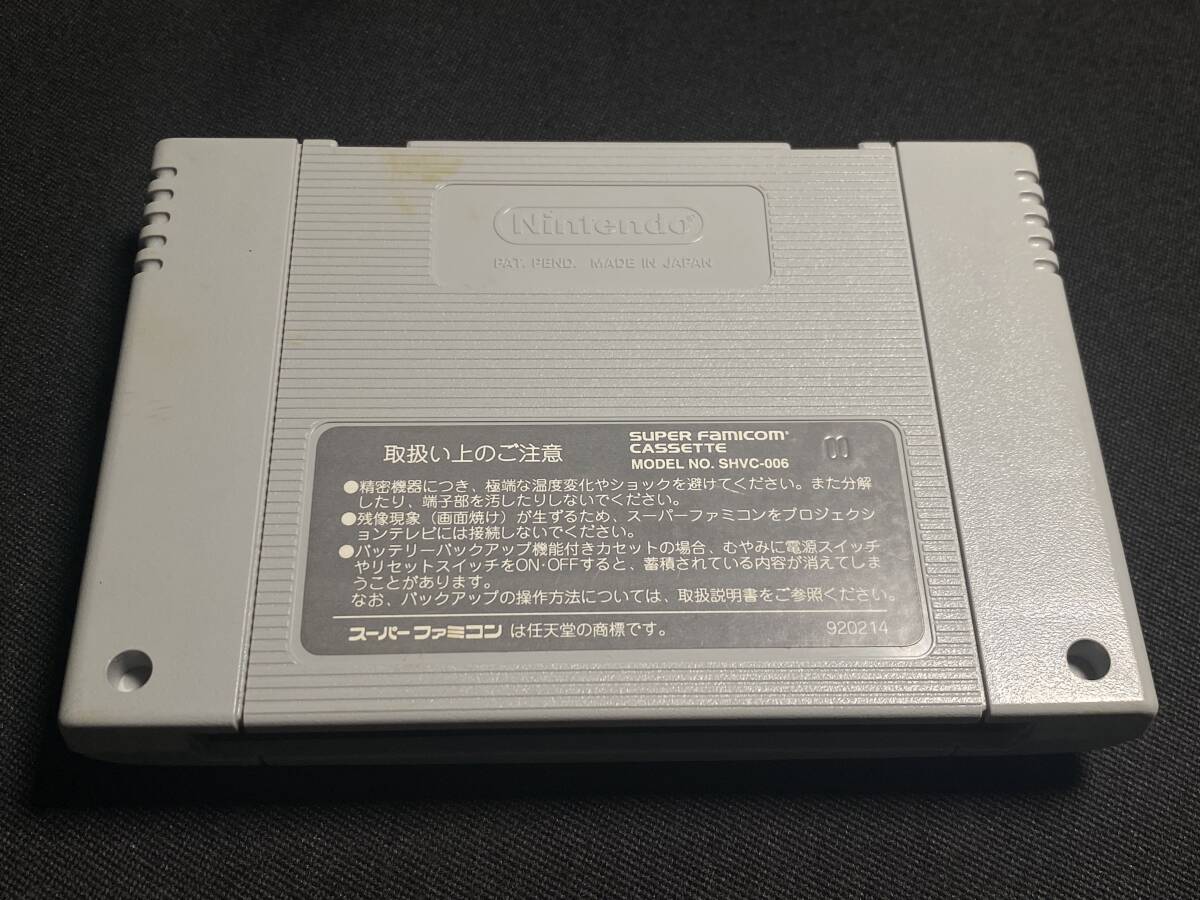 Nintendo®
PAT. PEND. MADE IN JAPAN
取扱い上のご注意
SUPER FAMICOM®
CASSETTE
MODEL NO. SHVC-006
●精密機器につき、極端な温度変化やショックを避けてください。また分解
したり、端子部を汚したりしないでください。
●残像現象（画面焼け）が生ずるため、スーパーファミコンをプロジェクシ
ョンテレビには接続しないでください。
●バッテリーバックアップ機能付きカセットの場合、むやみに電源スイッチ
やリセットスイッチをON·OFFすると、蓄積されている内容が消えてしま
うことがあります。
なお、バックアップの操作方法については、取扱説明書をご参照ください。
スーパーファミコン は任天堂の商標です。
920214